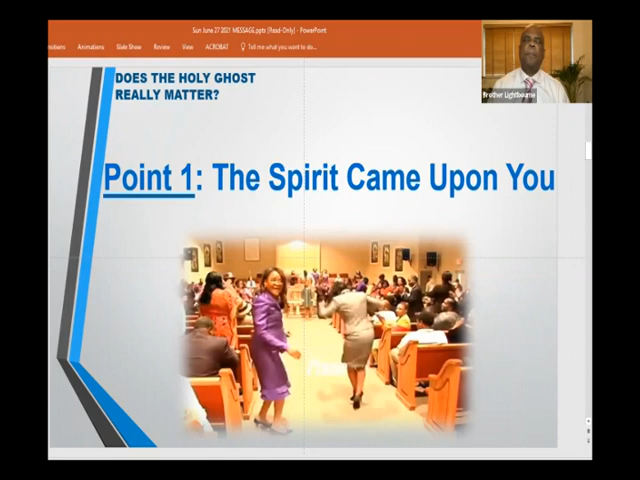 Sun June 27 2021 MESSAGE.pptx [Read-Only] - PowerPoint
Animations Slide Show Review View ACROBAT Tell me what you want to do...
DOES THE HOLY GHOST
REALLY MATTER?
Brother Lightbourne
Point 1: The Spirit Came Upon You